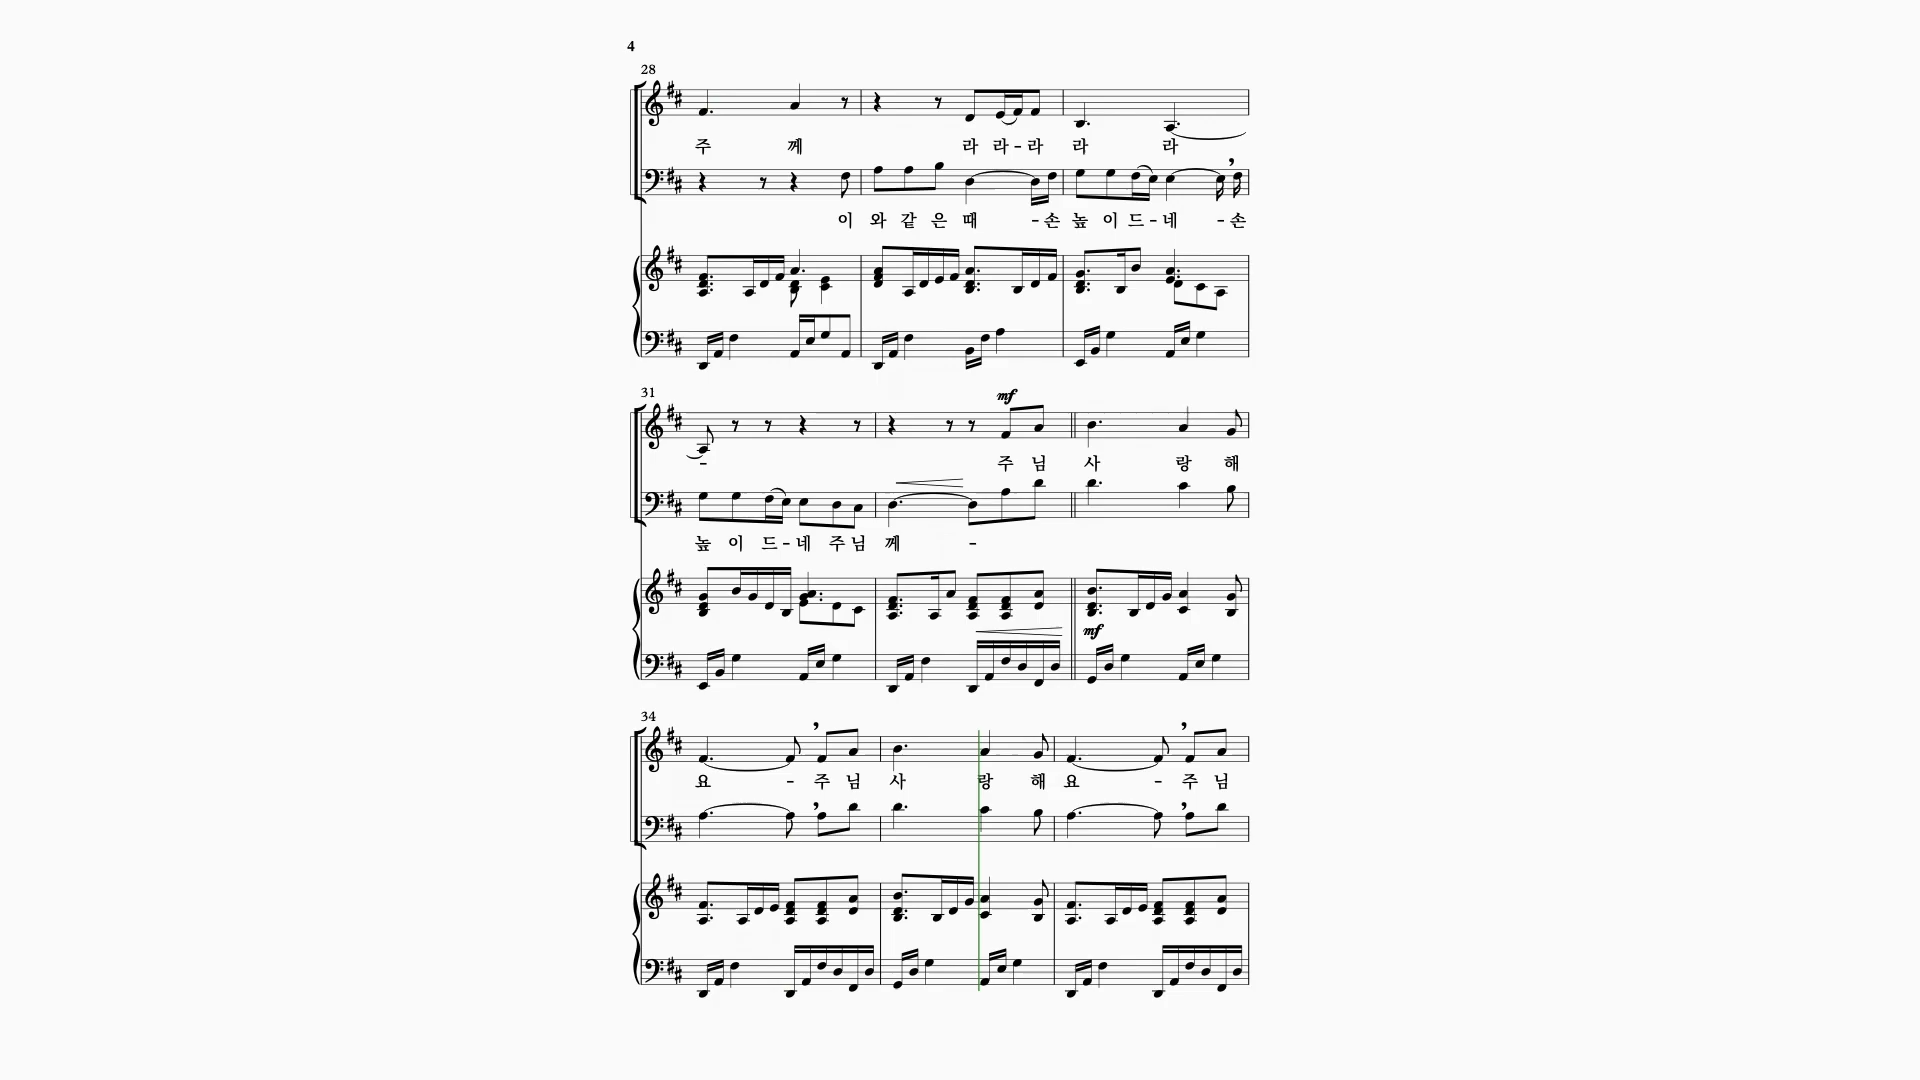 4
28
주 께 라 라 - 라 라 라
이 와 같 은 때 - 손 높 이 드 - 네 - 손
31
mf
- 주 님 사 랑 해
높 이 드 - 네 주 님 께 -
mf
34
요 - 주 님 사 랑 해 요 - 주 님